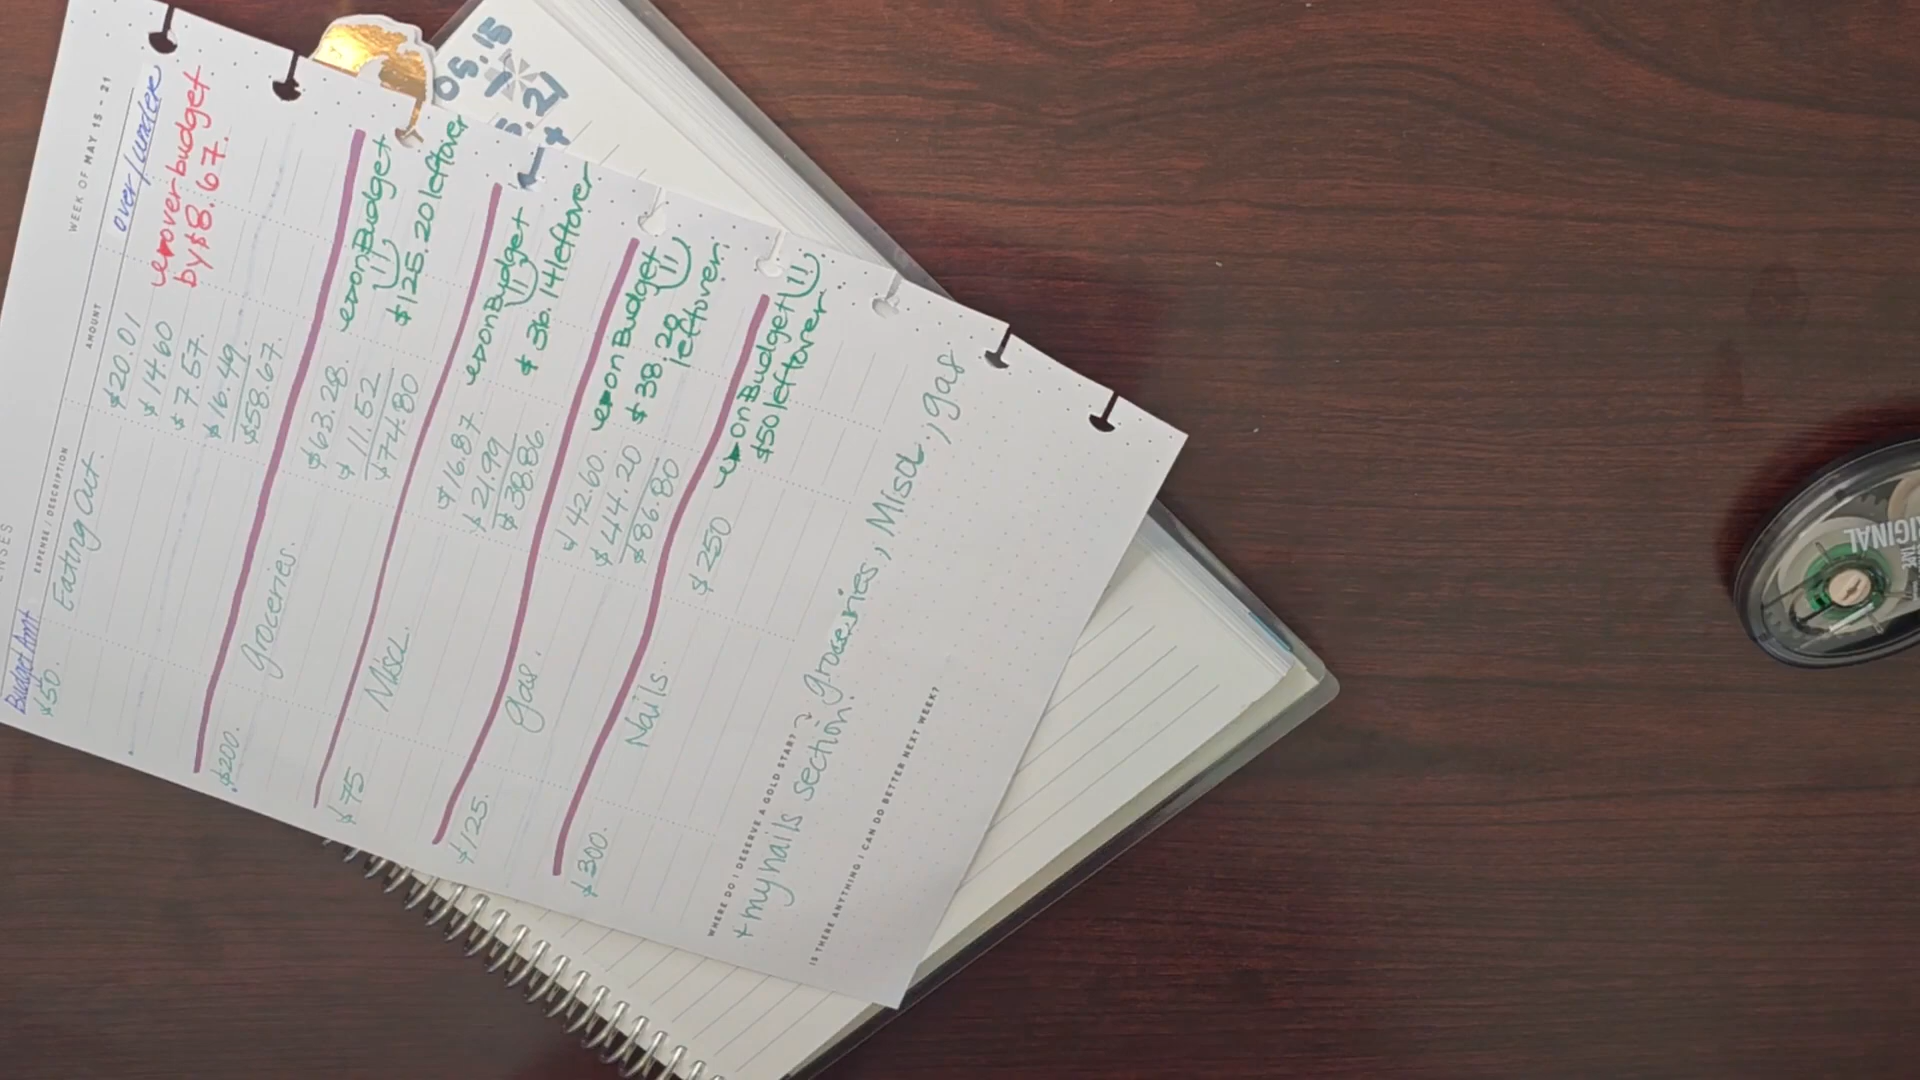 WEEK OF MAY 15 - 21
Budget Amt
EXPENSE / DESCRIPTION
AMOUNT
over/under
$50.
Eating Out.
$20.01
$14.60
$7.57.
$16.49.
$58.67.
over budget
by $8.67.
$200.
Groceries.
$63.28.
$11.52
$74.80
on Budget
$125.20 leftover
$75
Miscl.
$16.87.
$21.99
$38.86.
on Budget
$36.14 leftover
$125.
gas.
$42.60.
$44.20
$86.80
on Budget
$38.20
leftover.
$300.
Nails.
$250
on Budget
$50 leftover.
WHERE DO I DESERVE A GOLD STAR?
groceries, Miscl., gas
+ my nails section.
IS THERE ANYTHING I CAN DO BETTER NEXT WEEK?
05.15
ORIGINAL